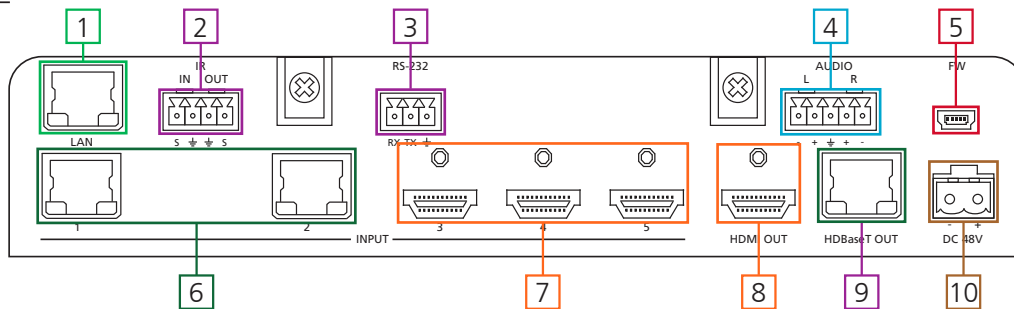 1 2 3 4 5
IR RS-232 AUDIO FW
IN OUT L R
LAN S ⏚ ⏚ S RX TX ⏚ - + ⏚ + -
1 2 3 4 5 HDMI OUT HDBaseT OUT - +
INPUT DC 48V
6 7 8 9 10